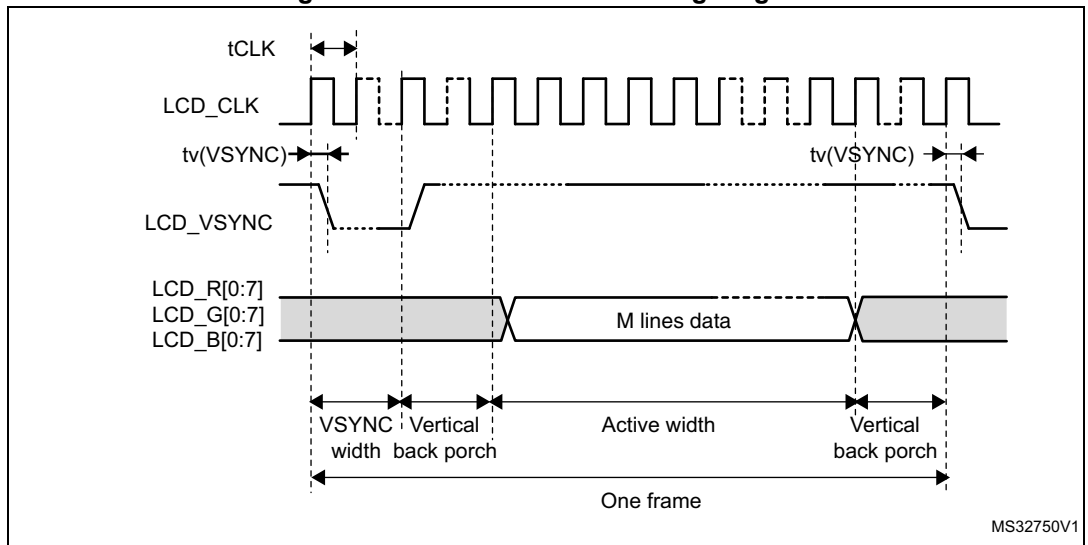 tCLK
LCD_CLK
tv(VSYNC) tv(VSYNC)
LCD_VSYNC
LCD_R[0:7]
LCD_G[0:7]
LCD_B[0:7]
M lines data
VSYNC width
Vertical back porch
Active width
Vertical back porch
One frame
MS32750V1